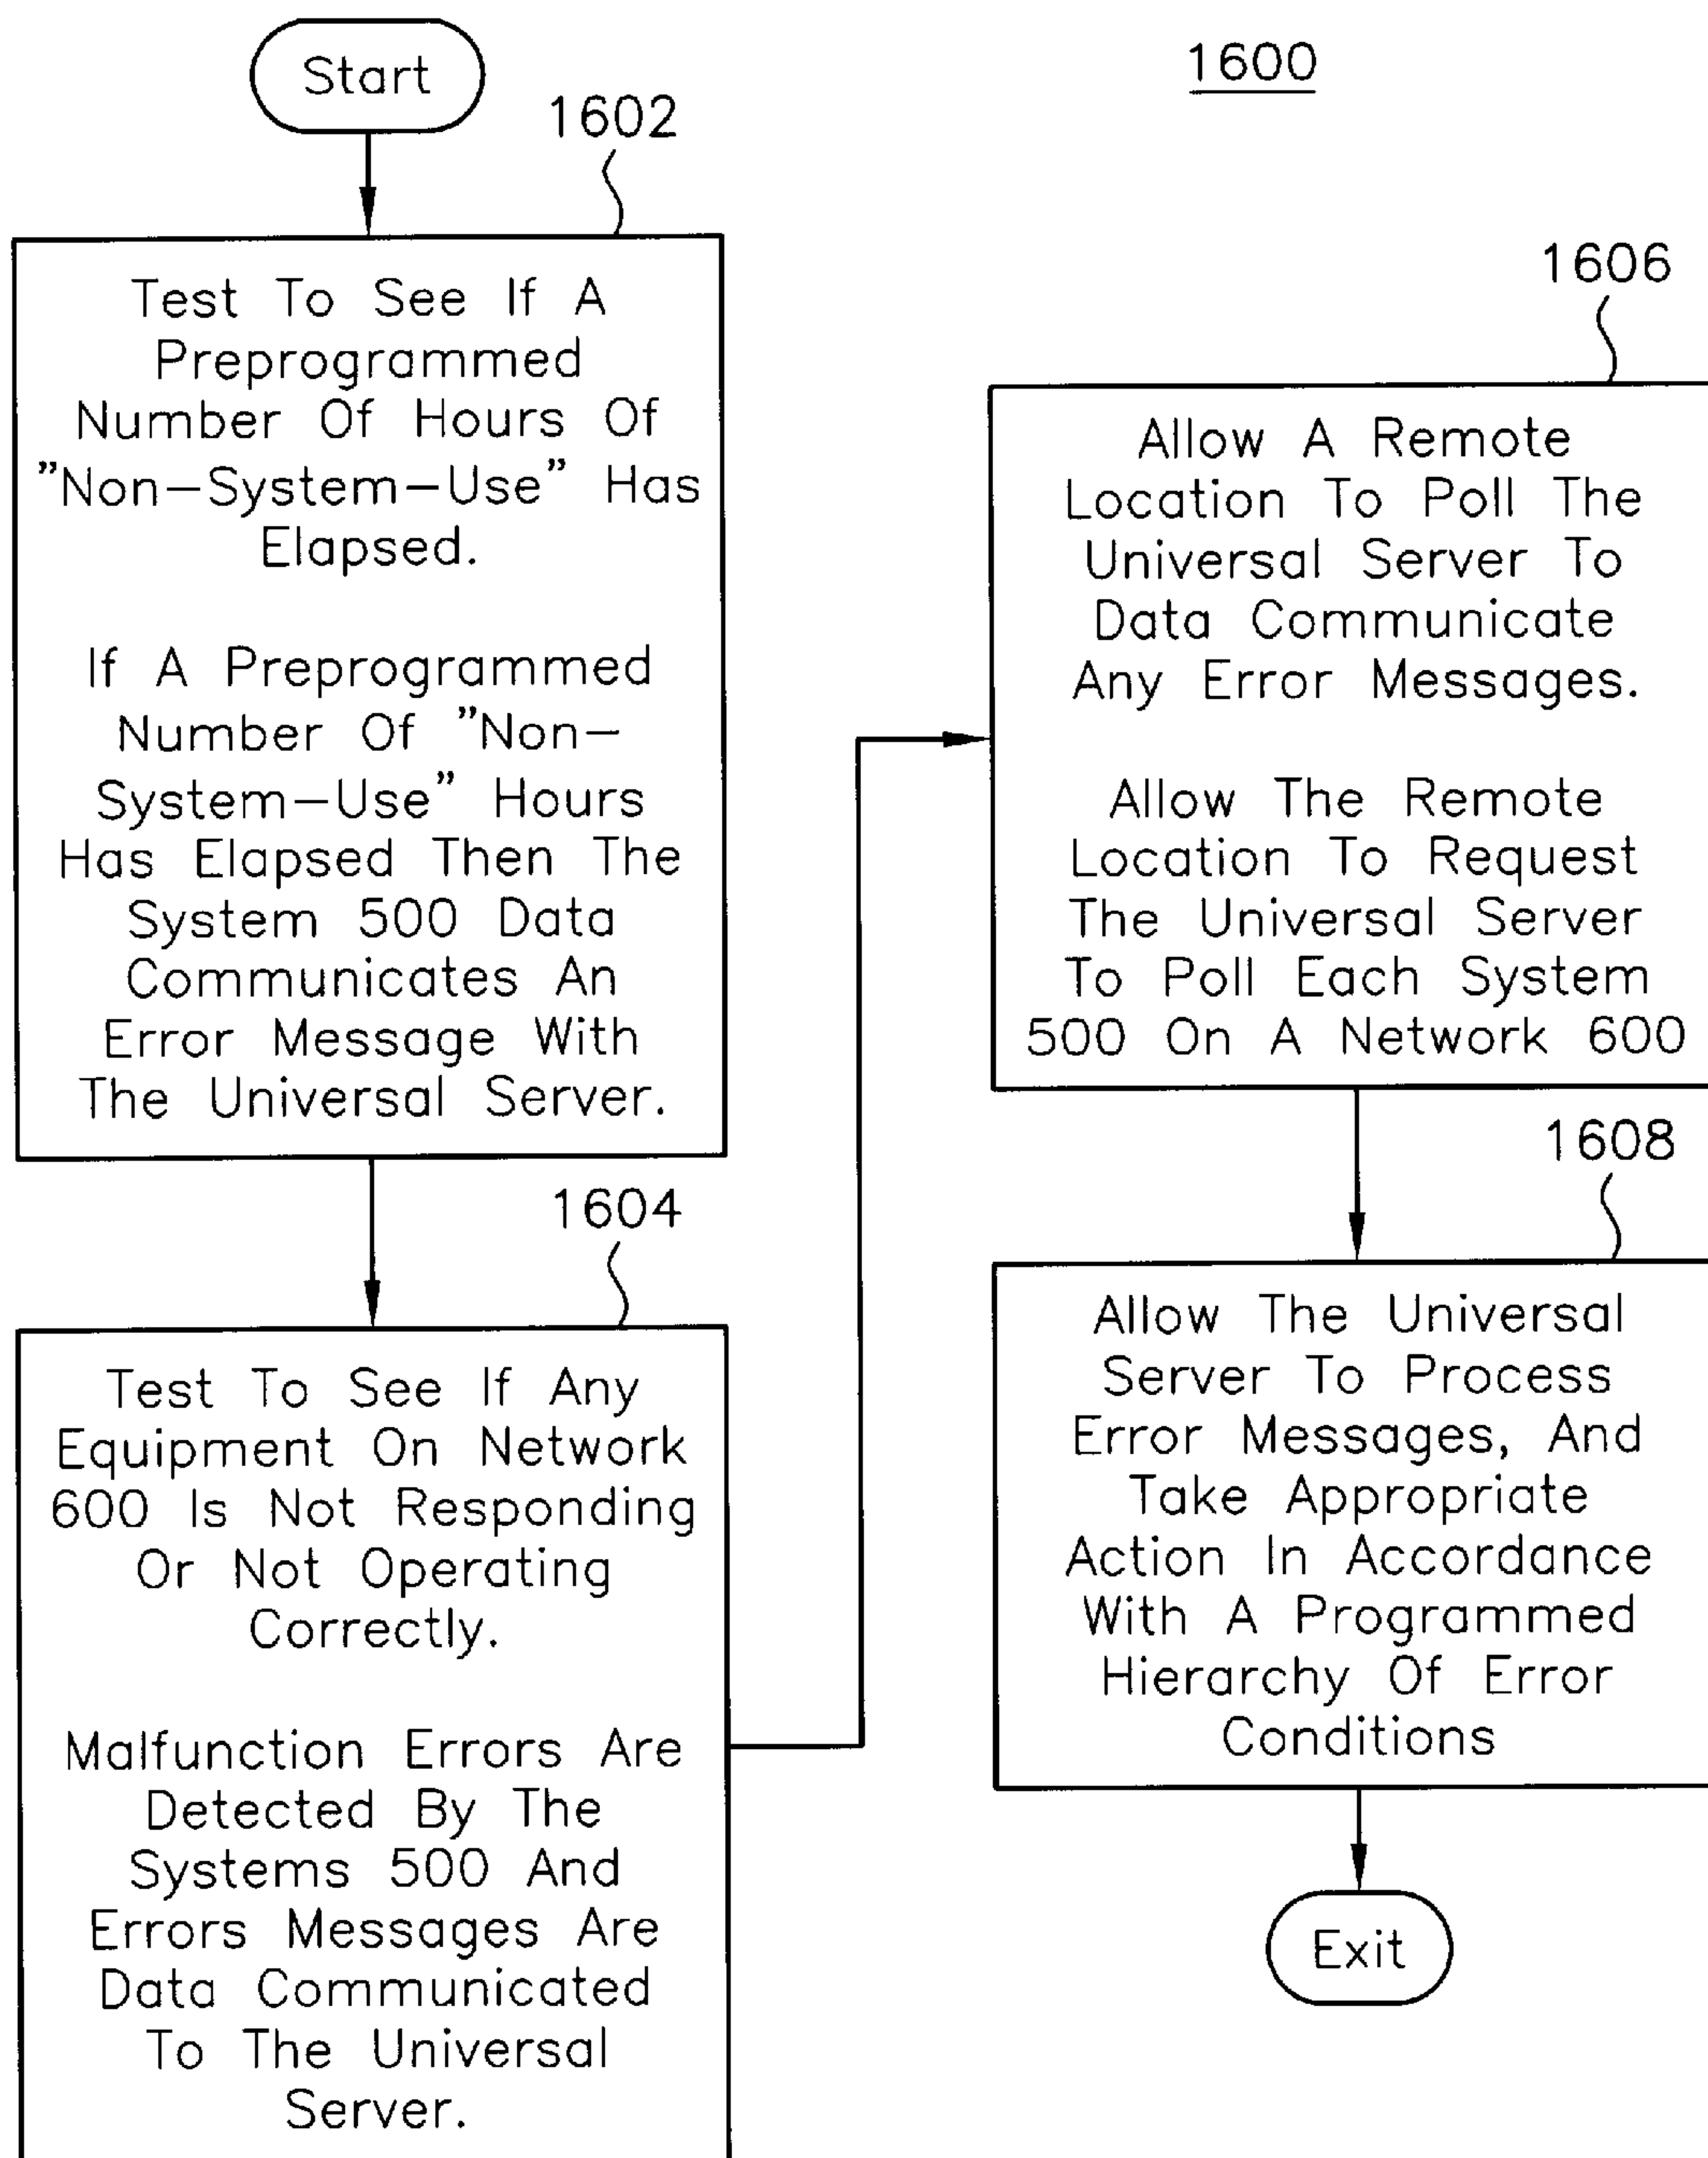 Start
1600
1602
Test To See If A
Preprogrammed
Number Of Hours Of
"Non-System-Use" Has
Elapsed.
If A Preprogrammed
Number Of "Non-
System-Use" Hours
Has Elapsed Then The
System 500 Data
Communicates An
Error Message With
The Universal Server.
1604
Test To See If Any
Equipment On Network
600 Is Not Responding
Or Not Operating
Correctly.
Malfunction Errors Are
Detected By The
Systems 500 And
Errors Messages Are
Data Communicated
To The Universal
Server.
1606
Allow A Remote
Location To Poll The
Universal Server To
Data Communicate
Any Error Messages.
Allow The Remote
Location To Request
The Universal Server
To Poll Each System
500 On A Network 600
1608
Allow The Universal
Server To Process
Error Messages, And
Take Appropriate
Action In Accordance
With A Programmed
Hierarchy Of Error
Conditions
Exit